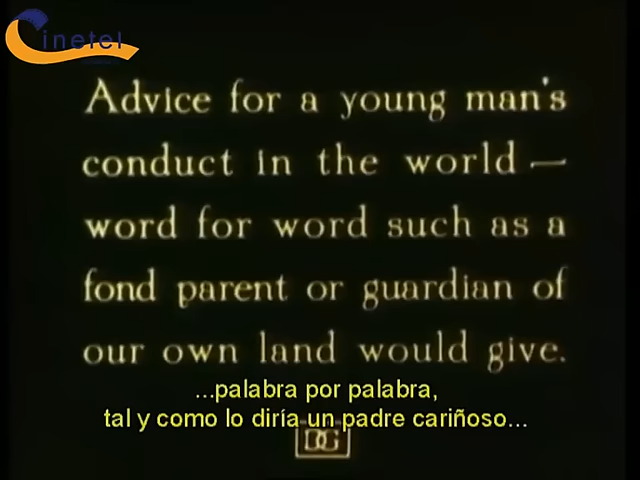 Cinetel
Advice for a young man's
conduct in the world —
word for word such as a
fond parent or guardian of
our own land would give.
...palabra por palabra,
tal y como lo diría un padre cariñoso...
DG